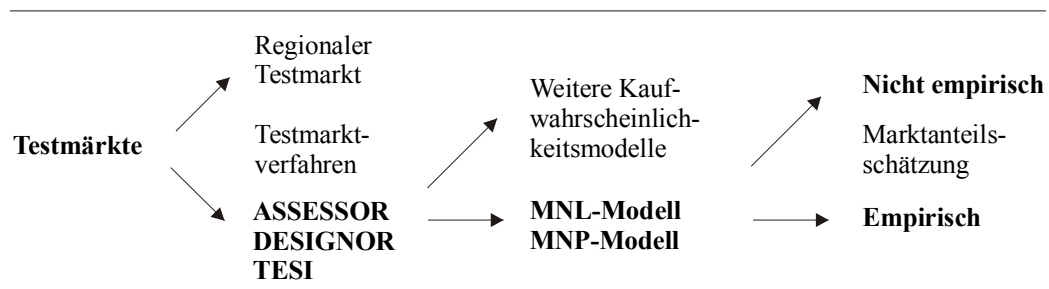 Testmärkte
Regionaler
Testmarkt
Testmarkt-
verfahren
ASSESSOR
DESIGNOR
TESI
Weitere Kauf-
wahrscheinlich-
keitsmodelle
MNL-Modell
MNP-Modell
Nicht empirisch
Marktanteils-
schätzung
Empirisch